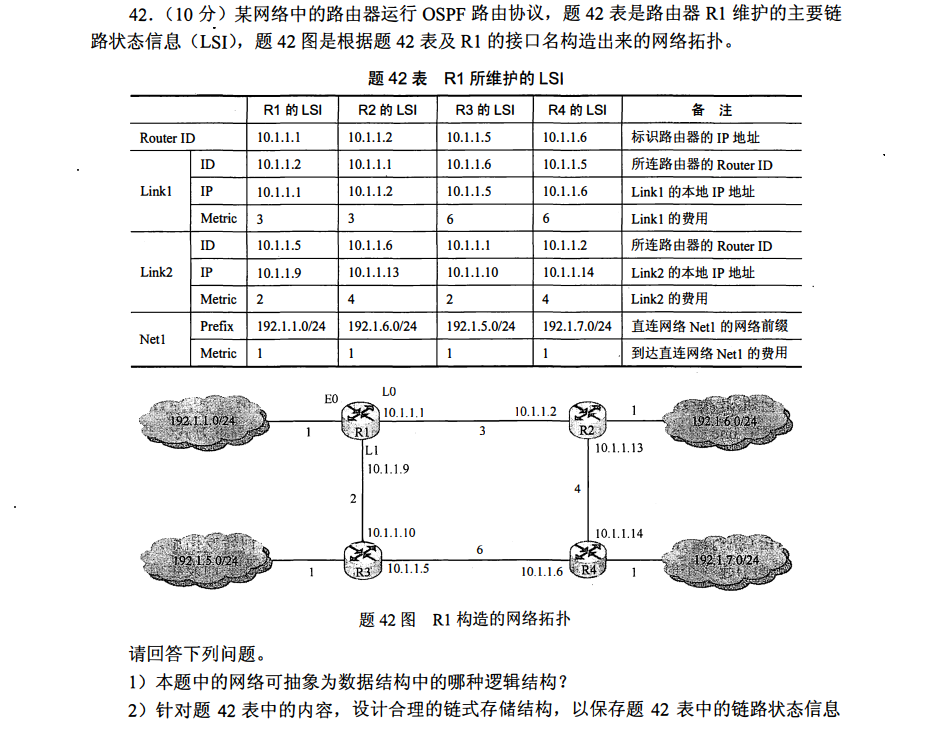 42.（10 分）某网络中的路由器运行 OSPF 路由协议，题 42 表是路由器 R1 维护的主要链
路状态信息（LSI），题 42 图是根据题 42 表及 R1 的接口名构造出来的网络拓扑。
题 42 表 R1 所维护的 LSI
R1 的 LSI R2 的 LSI R3 的 LSI R4 的 LSI 备 注
Router ID 10.1.1.1 10.1.1.2 10.1.1.5 10.1.1.6 标识路由器的 IP 地址
Link1 ID 10.1.1.2 10.1.1.1 10.1.1.6 10.1.1.5 所连路由器的 Router ID
IP 10.1.1.1 10.1.1.2 10.1.1.5 10.1.1.6 Link1 的本地 IP 地址
Metric 3 3 6 6 Link1 的费用
Link2 ID 10.1.1.5 10.1.1.6 10.1.1.1 10.1.1.2 所连路由器的 Router ID
IP 10.1.1.9 10.1.1.13 10.1.1.10 10.1.1.14 Link2 的本地 IP 地址
Metric 2 4 2 4 Link2 的费用
Net1 Prefix 192.1.1.0/24 192.1.6.0/24 192.1.5.0/24 192.1.7.0/24 直连网络 Net1 的网络前缀
Metric 1 1 1 1 到达直连网络 Net1 的费用
E0 L0
192.1.1.0/24 10.1.1.1 10.1.1.2 1 192.1.6.0/24
1 R1 3 R2
L1 10.1.1.13
10.1.1.9
2 4
10.1.1.10 10.1.1.14
192.1.5.0/24 6 192.1.7.0/24
1 R3 10.1.1.5 10.1.1.6 R4 1
题 42 图 R1 构造的网络拓扑
请回答下列问题。
1）本题中的网络可抽象为数据结构中的哪种逻辑结构？
2）针对题 42 表中的内容，设计合理的链式存储结构，以保存题 42 表中的链路状态信息